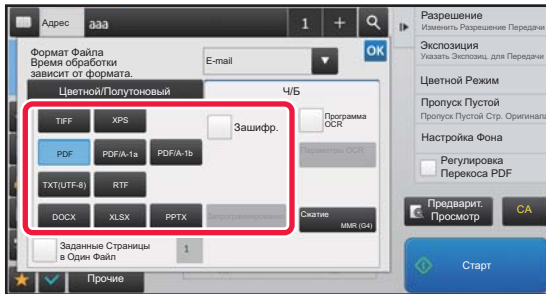 Адрес
aaa
1
+
Формат Файла
Время обработки
зависит от формата.
E-mail
OK
Цветной/Полутоновый
Ч/Б
TIFF
XPS
Зашифр.
PDF
PDF/A-1a
PDF/A-1b
TXT(UTF-8)
RTF
DOCX
XLSX
PPTX
Программа
OCR
Параметры OCR
Сжатие
MMR (G4)
Заданные Страницы
в Один Файл
1
Прочие
Разрешение
Изменить Разрешение Передачи
Экспозиция
Указать Экспозиц. для Передачи
Цветной Режим
Пропуск Пустой
Пропуск Пустой Стр. Оригинала
Настройка Фона
Регулировка
Перекоса PDF
Предварит.
Просмотр
CA
Старт